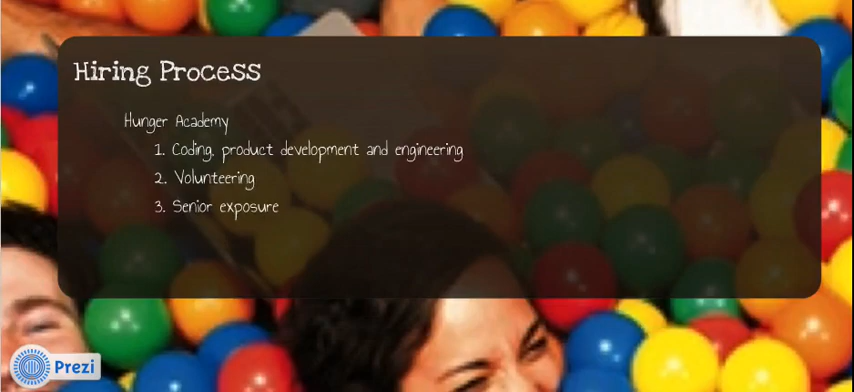 Hiring Process
Hunger Academy
1. Coding, product development and engineering
2. Volunteering
3. Senior exposure
Prezi